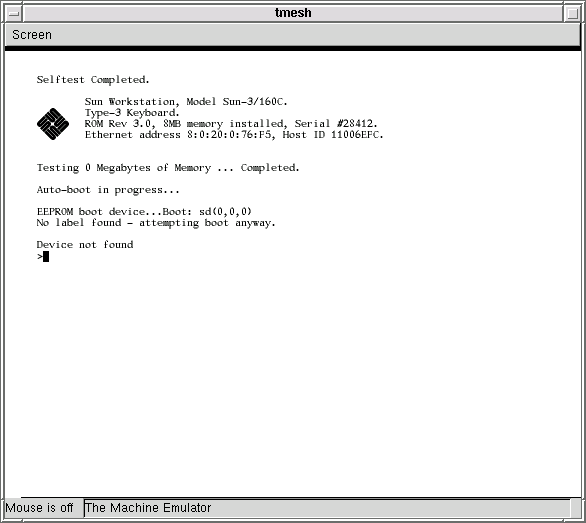 tmesh
Screen
Selftest Completed.
Sun Workstation, Model Sun-3/160C.
Type-3 Keyboard.
ROM Rev 3.0, 8MB memory installed, Serial #28412.
Ethernet address 8:0:20:0:76:F5, Host ID 11006EFC.
Testing 0 Megabytes of Memory ... Completed.
Auto-boot in progress...
EEPROM boot device...Boot: sd(0,0,0)
No label found - attempting boot anyway.
Device not found
>
Mouse is off
The Machine Emulator